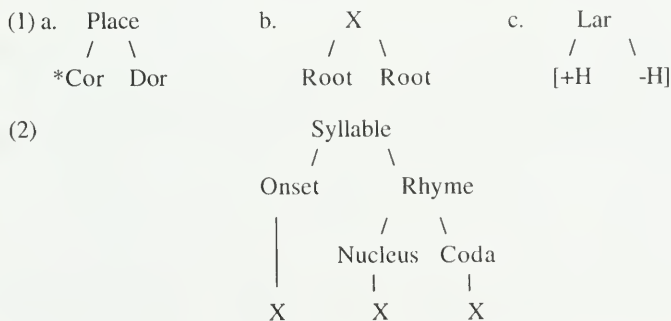 (1) a. Place b. X c. Lar
/ \ / \ / \
*Cor Dor Root Root [+H -H]
(2) Syllable
/ \
Onset Rhyme
| / \
Nucleus Coda
| |
X X X